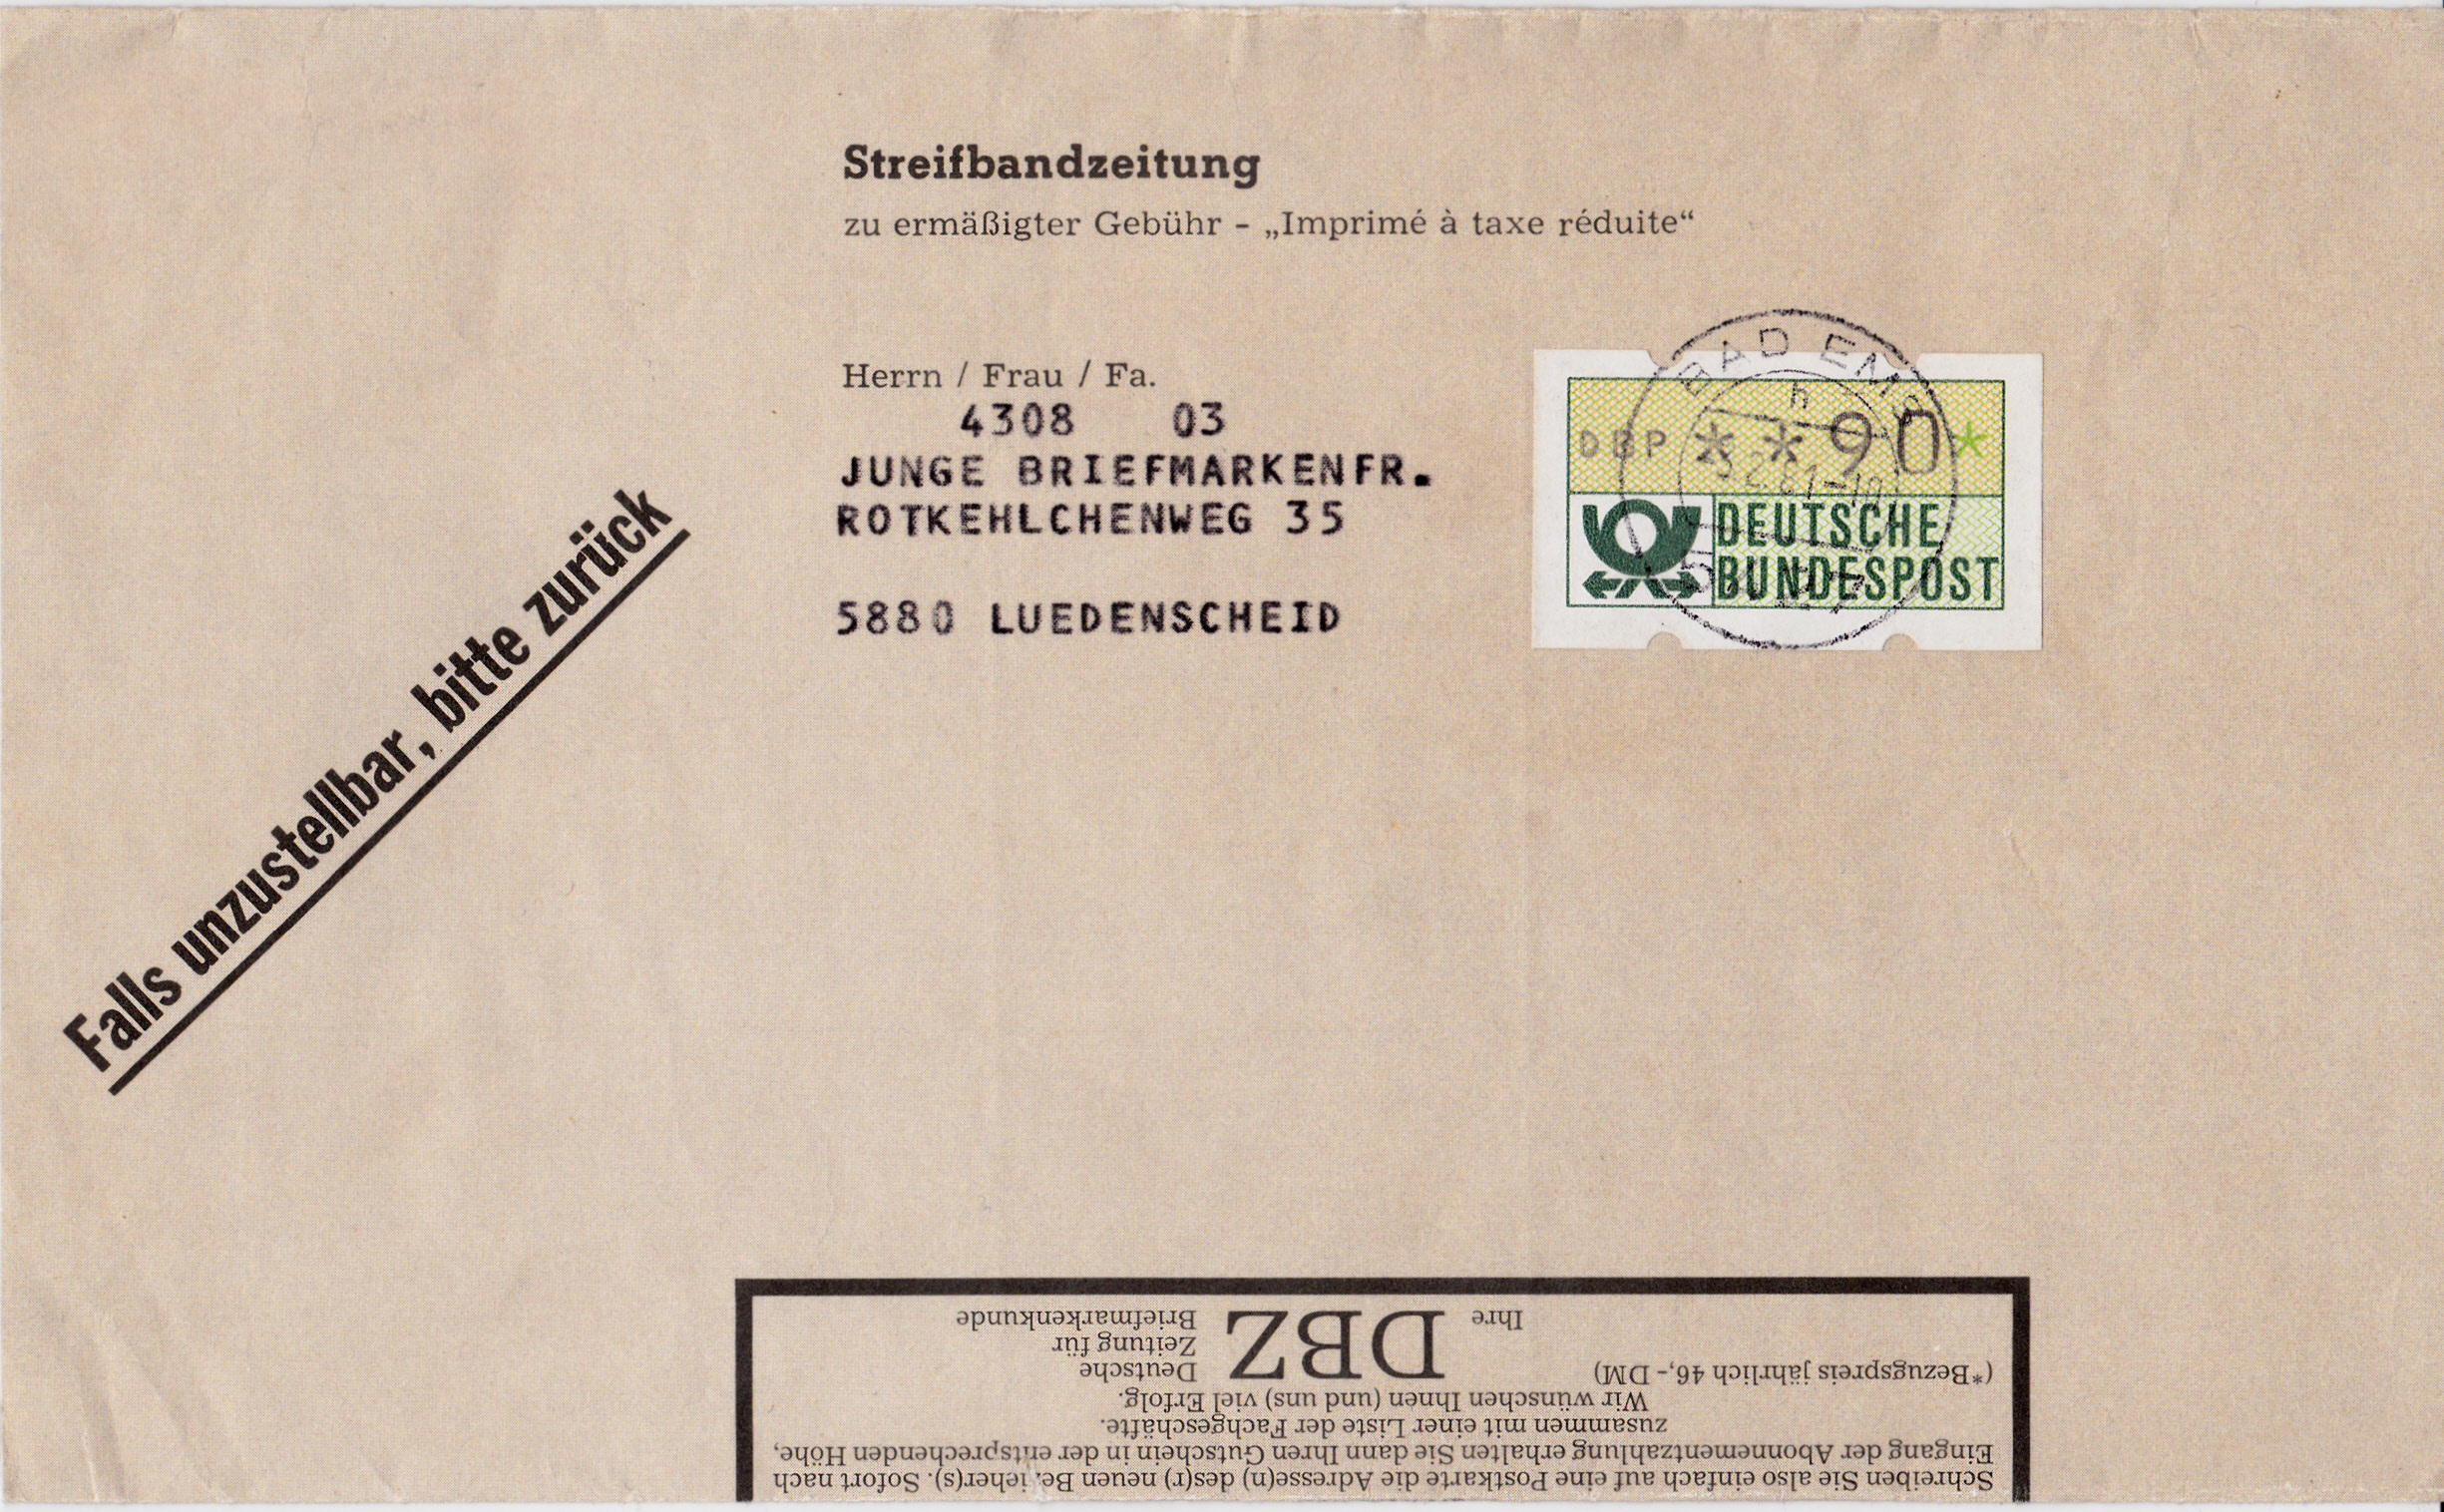 Streifbandzeitung
zu ermäßigter Gebühr – „Imprimé à taxe réduite“
Herrn / Frau / Fa.
4308 03
JUNGE BRIEFMARKENFR.
ROTKEHLCHENWEG 35
5880 LUEDENSCHEID
BAD EMS
h
DBP **90*
DEUTSCHE
BUNDESPOST
Falls unzustellbar, bitte zurück
Schreiben Sie also einfach auf eine Postkarte die Adresse(n) des(r) neuen Beziehers(s). Sofort nach
Eingang der Abonnementzahlung erhalten Sie dann Ihren Gutschein in der entsprechenden Höhe,
zusammen mit einer Liste der Fachgeschäfte.
Wir wünschen Ihnen (und uns) viel Erfolg.
(*Bezugspreis jährlich 46,– DM)
Ihre
DBZ
Deutsche
Zeitung für
Briefmarkenkunde